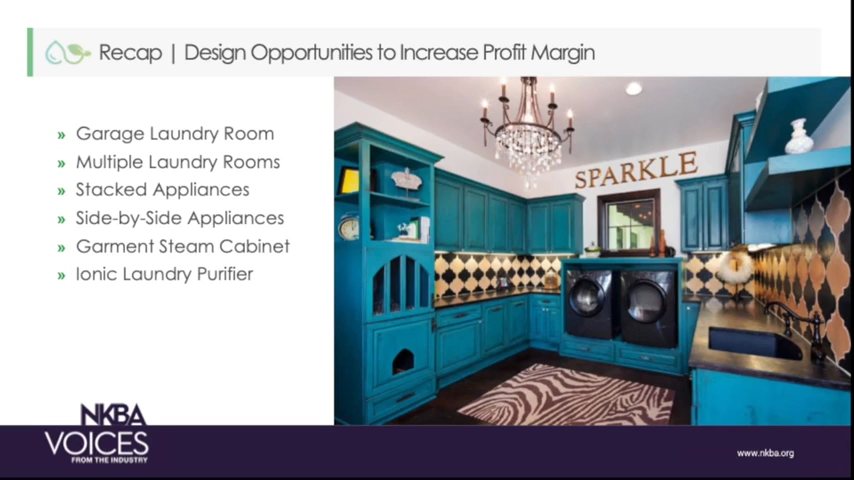 Recap | Design Opportunities to Increase Profit Margin
» Garage Laundry Room
» Multiple Laundry Rooms
» Stacked Appliances
» Side-by-Side Appliances
» Garment Steam Cabinet
» Ionic Laundry Purifier
SPARKLE
NKBA
VOICES
FROM THE INDUSTRY
www.nkba.org